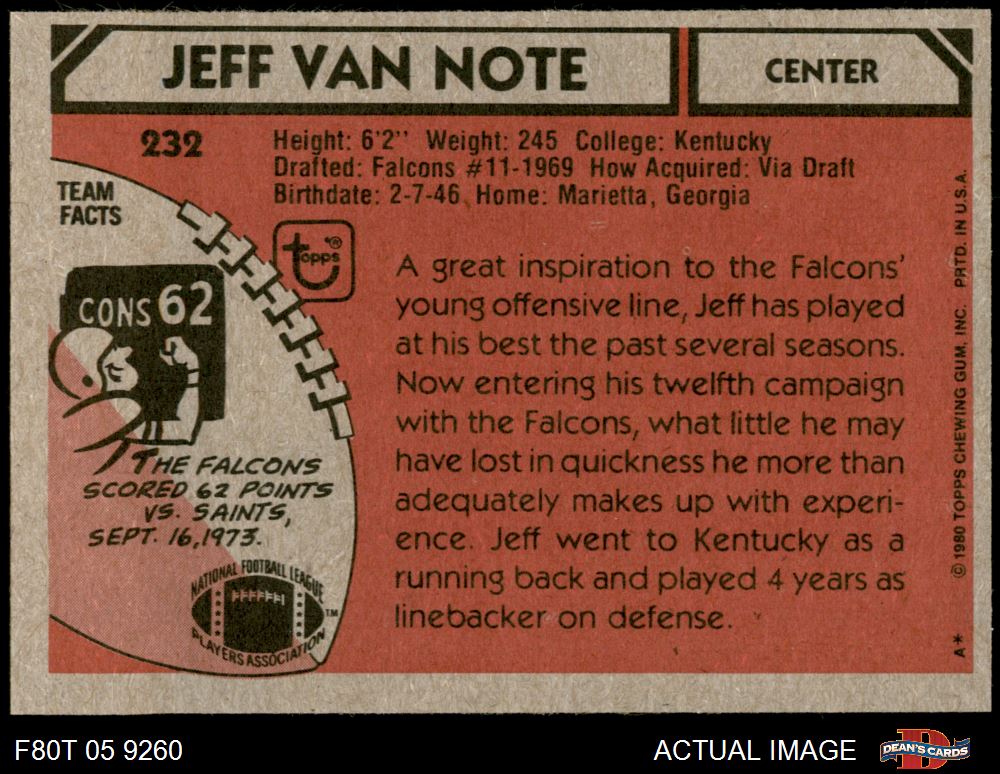 JEFF VAN NOTE
CENTER
232
Height: 6'2'' Weight: 245 College: Kentucky
Drafted: Falcons #11-1969 How Acquired: Via Draft
Birthdate: 2-7-46 Home: Marietta, Georgia
TEAM
FACTS
topps®
CONS 62
THE FALCONS
SCORED 62 POINTS
VS. SAINTS,
SEPT. 16, 1973.
NATIONAL FOOTBALL LEAGUE
PLAYERS ASSOCIATION
TM
A great inspiration to the Falcons'
young offensive line, Jeff has played
at his best the past several seasons.
Now entering his twelfth campaign
with the Falcons, what little he may
have lost in quickness he more than
adequately makes up with experi-
ence. Jeff went to Kentucky as a
running back and played 4 years as
linebacker on defense.
A* © 1980 TOPPS CHEWING GUM, INC. PRTD. IN U.S.A.
F80T 05 9260
ACTUAL IMAGE
D
DEAN'S CARDS